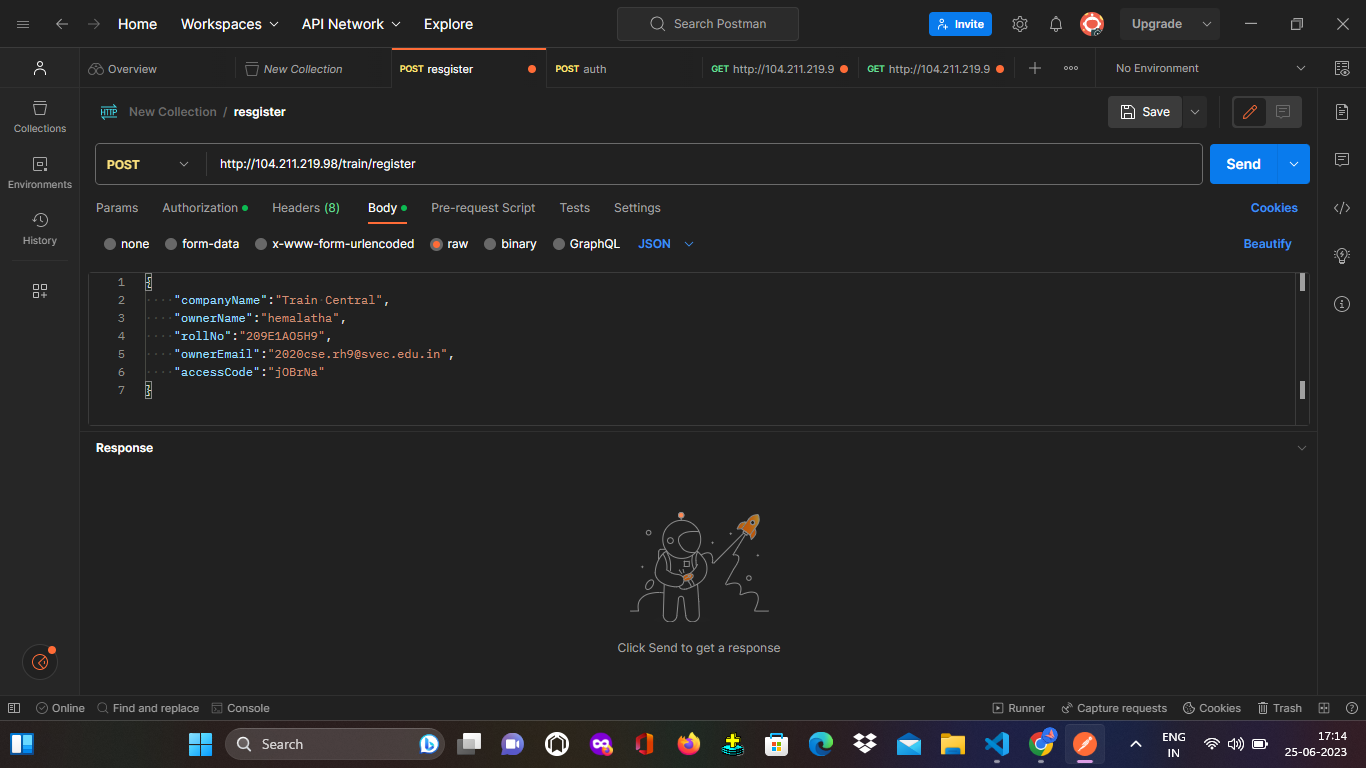 Home Workspaces API Network Explore Search Postman Invite Upgrade
Overview New Collection POST resgister POST auth GET http://104.211.219.9 GET http://104.211.219.9 No Environment
HTTP New Collection / resgister Save
Collections
Environments
History
POST http://104.211.219.98/train/register Send
Params Authorization Headers (8) Body Pre-request Script Tests Settings Cookies
none form-data x-www-form-urlencoded raw binary GraphQL JSON Beautify
1 {
2 "companyName":"Train Central",
3 "ownerName":"hemalatha",
4 "rollNo":"209E1A05H9",
5 "ownerEmail":"2020cse.rh9@svec.edu.in",
6 "accessCode":"jOBrNa"
7 }
Response
Click Send to get a response
Online Find and replace Console Runner Capture requests Cookies Trash
Search ENG IN 17:14
25-06-2023